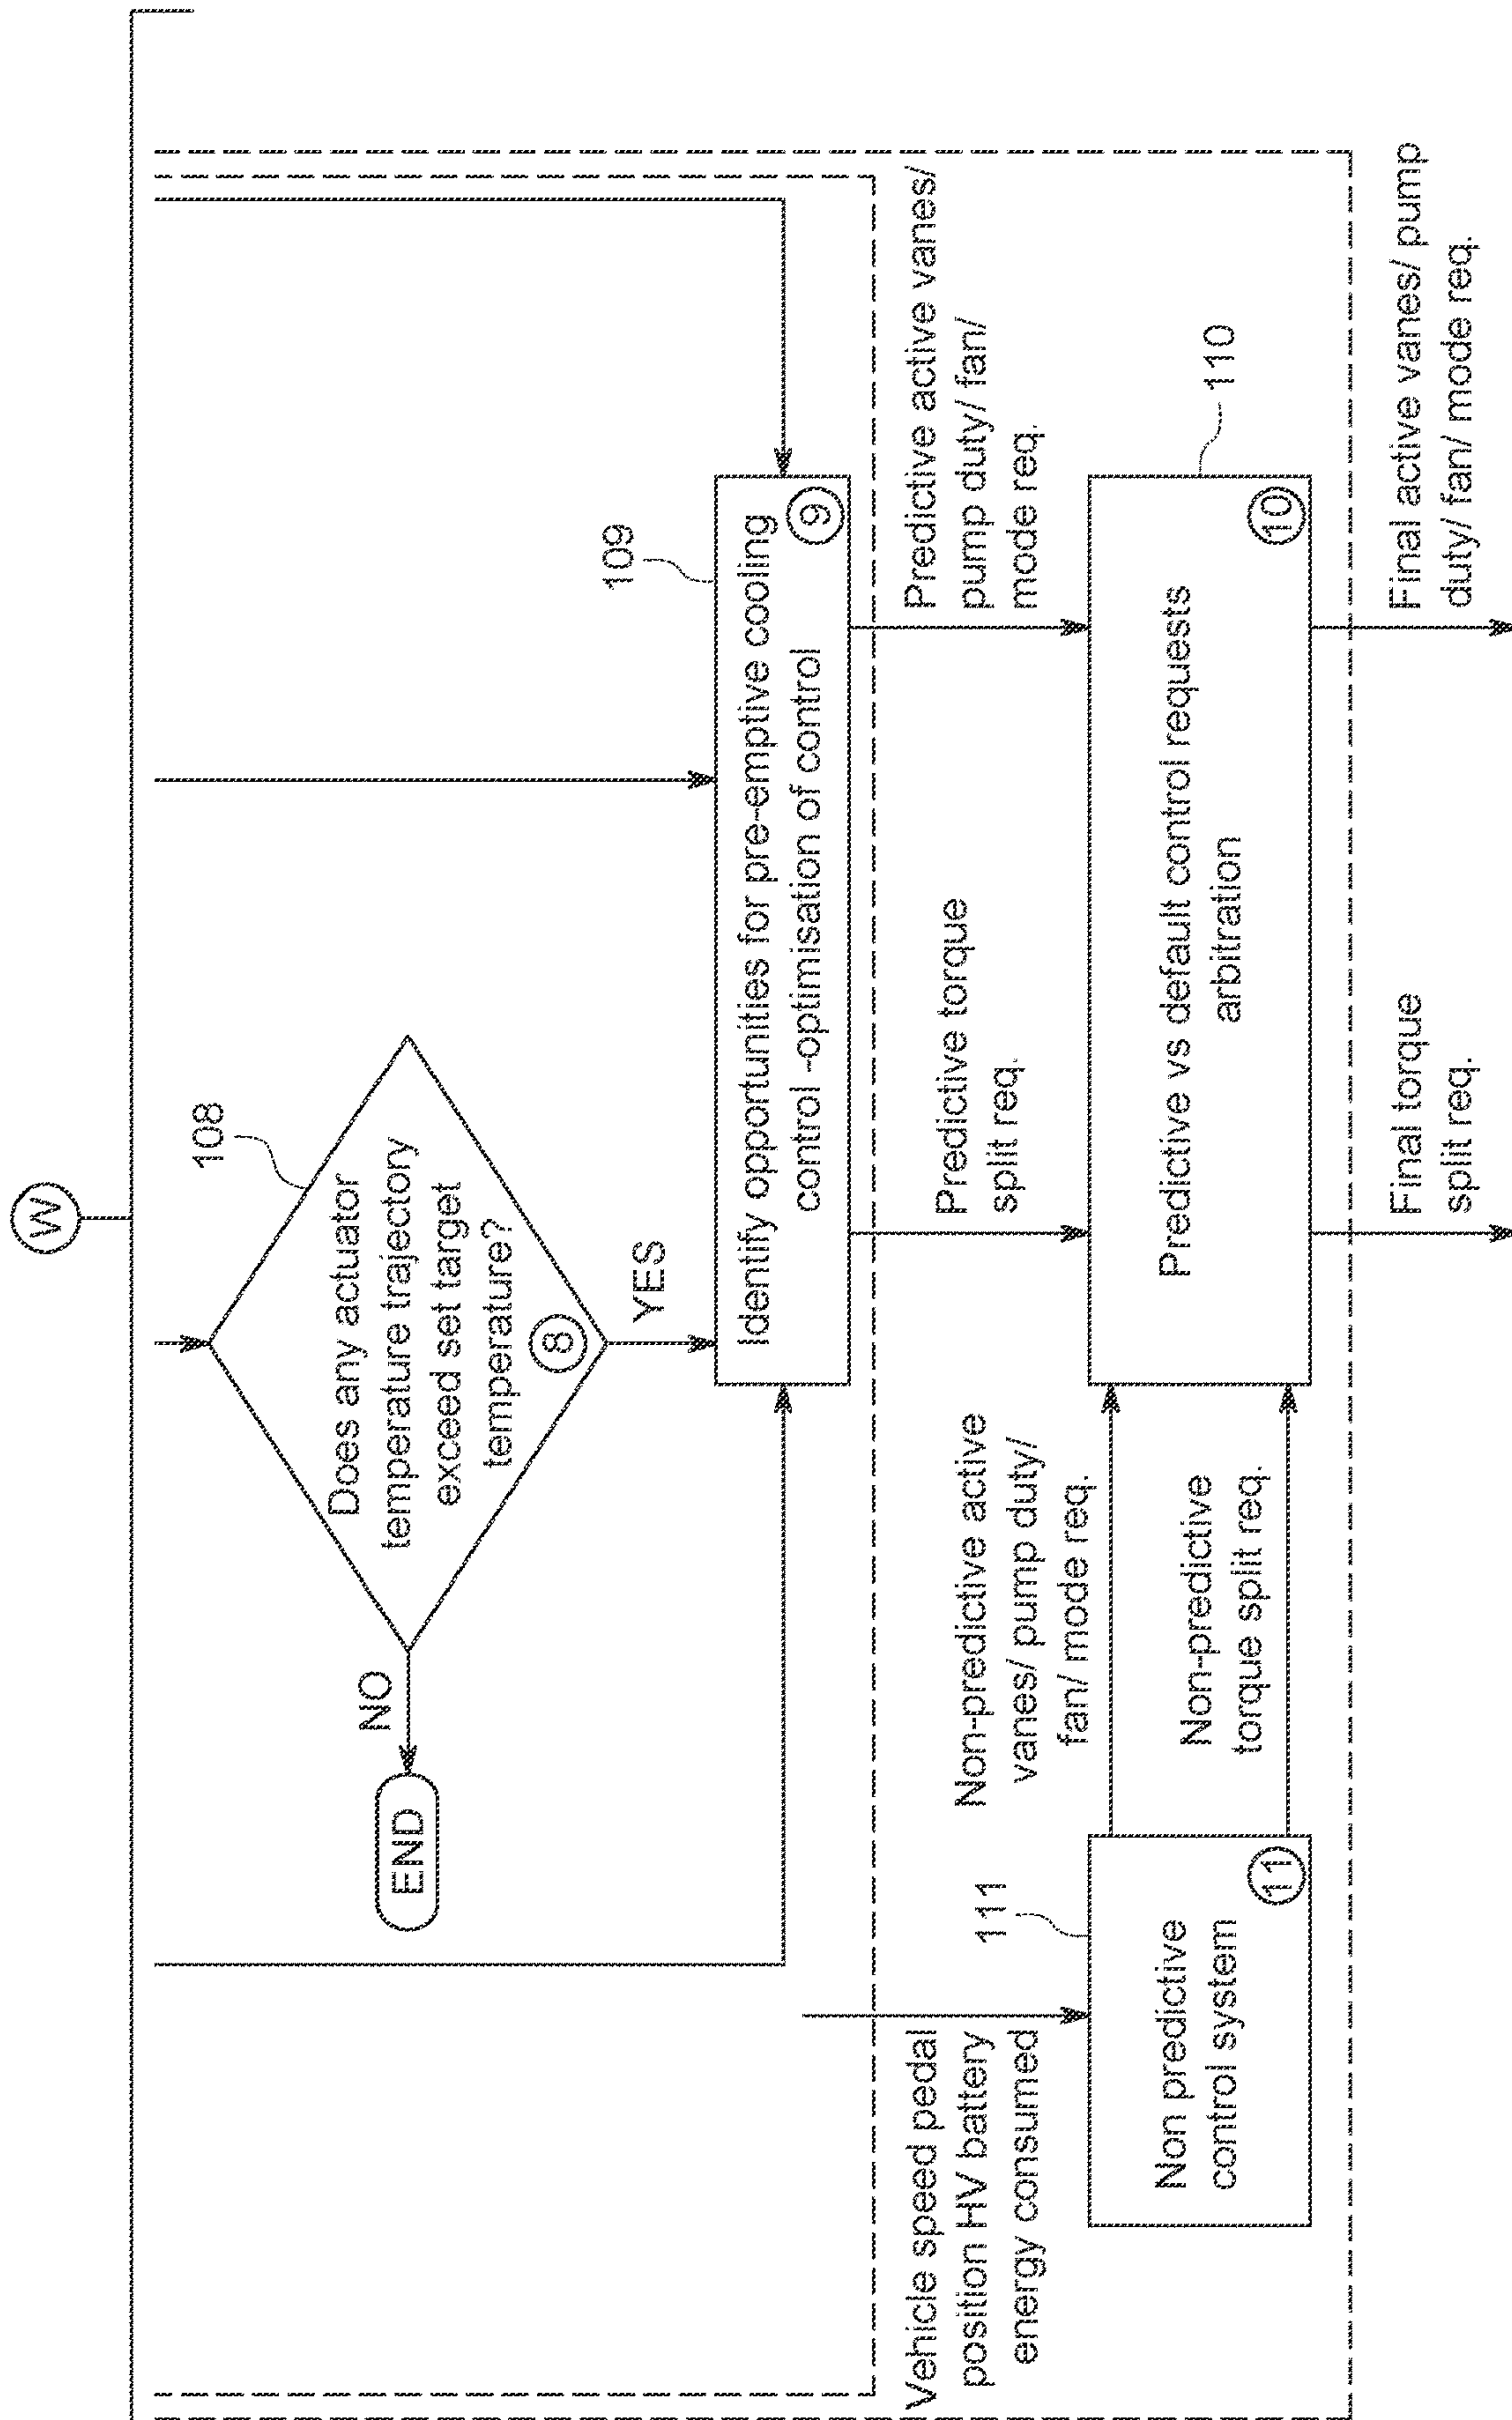 W
108
Does any actuator
temperature trajectory
exceed set target
temperature?
8
NO
END
YES
109
Identify opportunities for pre-emptive cooling
control -optimisation of control
9
Vehicle speed pedal
position HV battery
energy consumed
Predictive torque
split req.
Predictive active vanes/
pump duty/ fan/
mode req.
Non-predictive active
vanes/ pump duty/
fan/ mode req.
111
Non predictive
control system
11
Non-predictive
torque split req.
110
Predictive vs default control requests
arbitration
10
Final torque
split req.
Final active vanes/ pump
duty/ fan/ mode req.